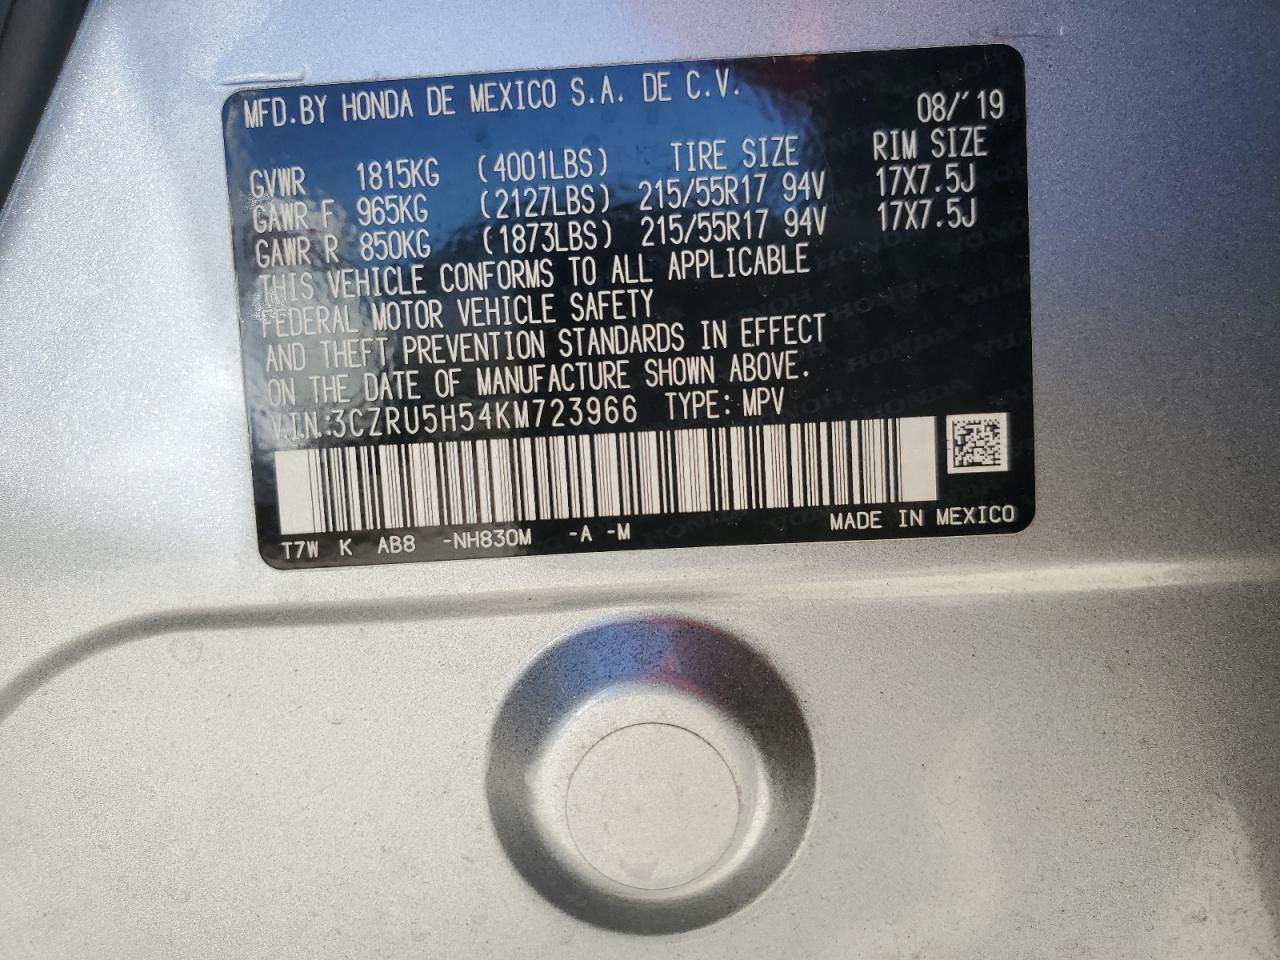 MFD.BY HONDA DE MEXICO S.A. DE C.V.
08/'19
GVWR 1815KG (4001LBS) TIRE SIZE RIM SIZE
GAWR F 965KG (2127LBS) 215/55R17 94V 17X7.5J
GAWR R 850KG (1873LBS) 215/55R17 94V 17X7.5J
THIS VEHICLE CONFORMS TO ALL APPLICABLE
FEDERAL MOTOR VEHICLE SAFETY
AND THEFT PREVENTION STANDARDS IN EFFECT
ON THE DATE OF MANUFACTURE SHOWN ABOVE.
V.I.N.:3CZRU5H54KM723966 TYPE: MPV
T7W K AB8 -NH830M -A -M
MADE IN MEXICO